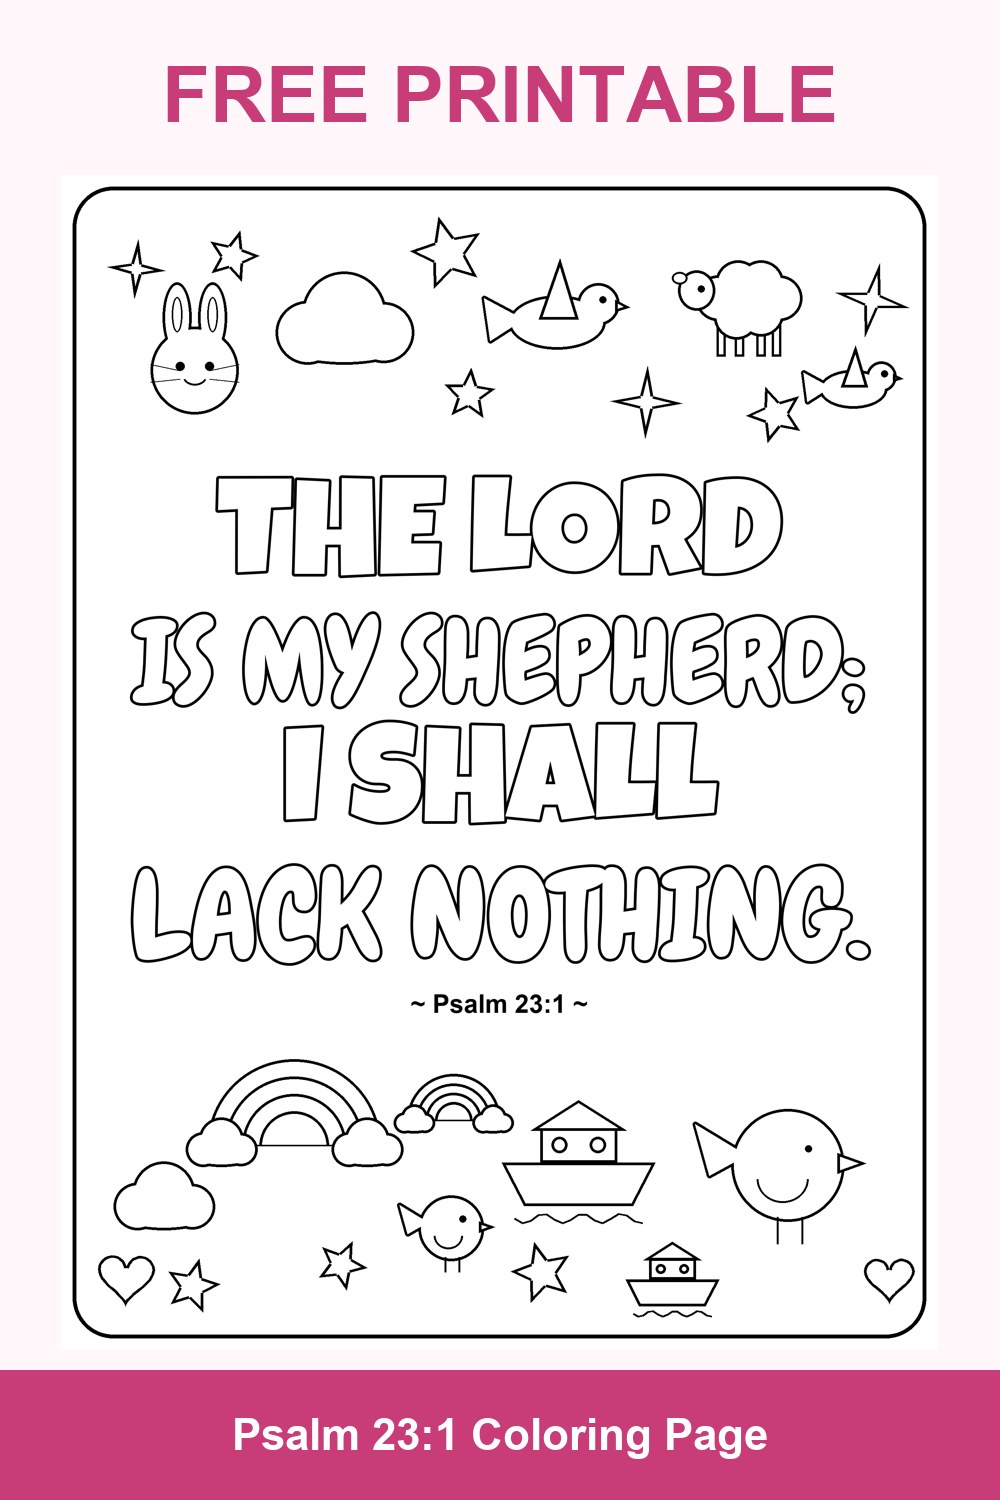 FREE PRINTABLE
THE LORD
IS MY SHEPHERD;
I SHALL
LACK NOTHING.
~ Psalm 23:1 ~
Psalm 23:1 Coloring Page